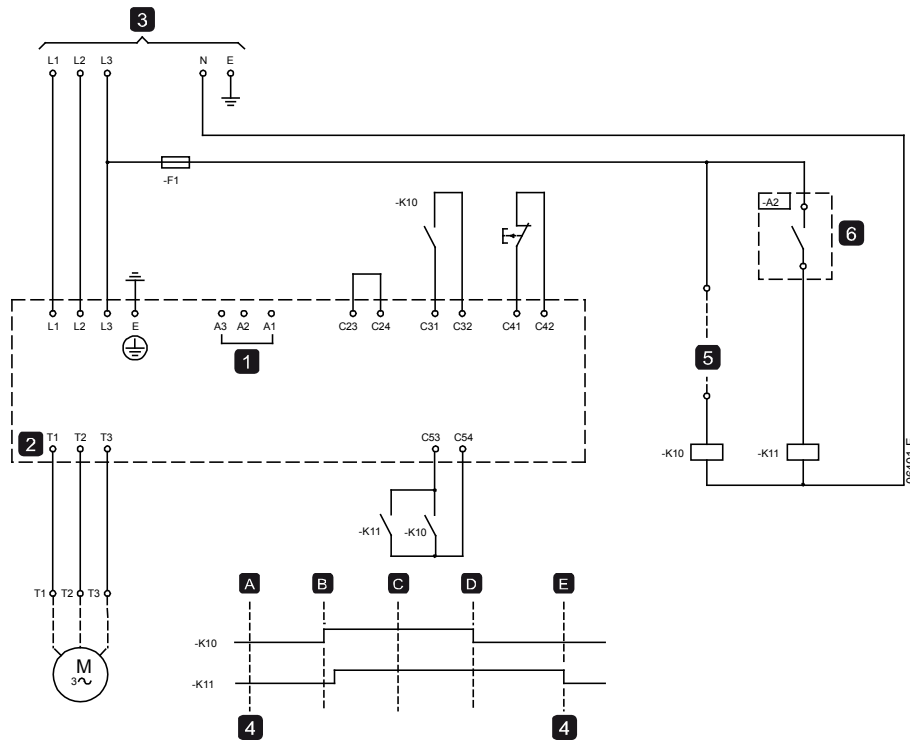 3
L1 L2 L3 N E
-F1
-K10
-A2
6
L1 L2 L3 E A3 A2 A1 C23 C24 C31 C32 C41 C42
1
5
2 T1 T2 T3 C53 C54
-K10 -K11
-K11 -K10
A B C D E
T1 T2 T3
-K10
M
3~
-K11
4 4